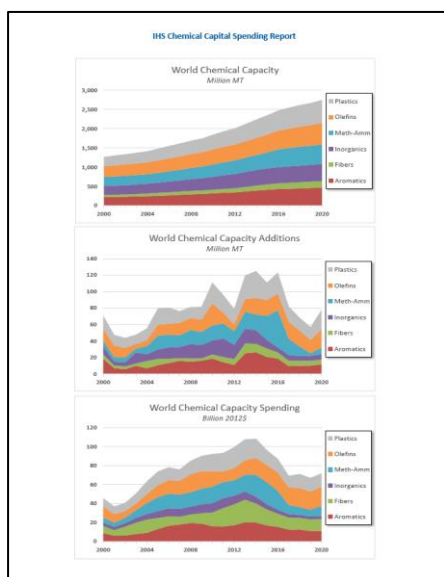 IHS Chemical Capital Spending Report
World Chemical Capacity
Million MT
3,000
2,500
2,000
1,500
1,000
500
0
2000 2004 2008 2012 2016 2020
Plastics
Olefins
Meth-Amm
Inorganics
Fibers
Aromatics
World Chemical Capacity Additions
Million MT
140
120
100
80
60
40
20
0
2000 2004 2008 2012 2016 2020
Plastics
Olefins
Meth-Amm
Inorganics
Fibers
Aromatics
World Chemical Capacity Spending
Billion 2012$
120
100
80
60
40
20
0
2000 2004 2008 2012 2016 2020
Plastics
Olefins
Meth-Amm
Inorganics
Fibers
Aromatics